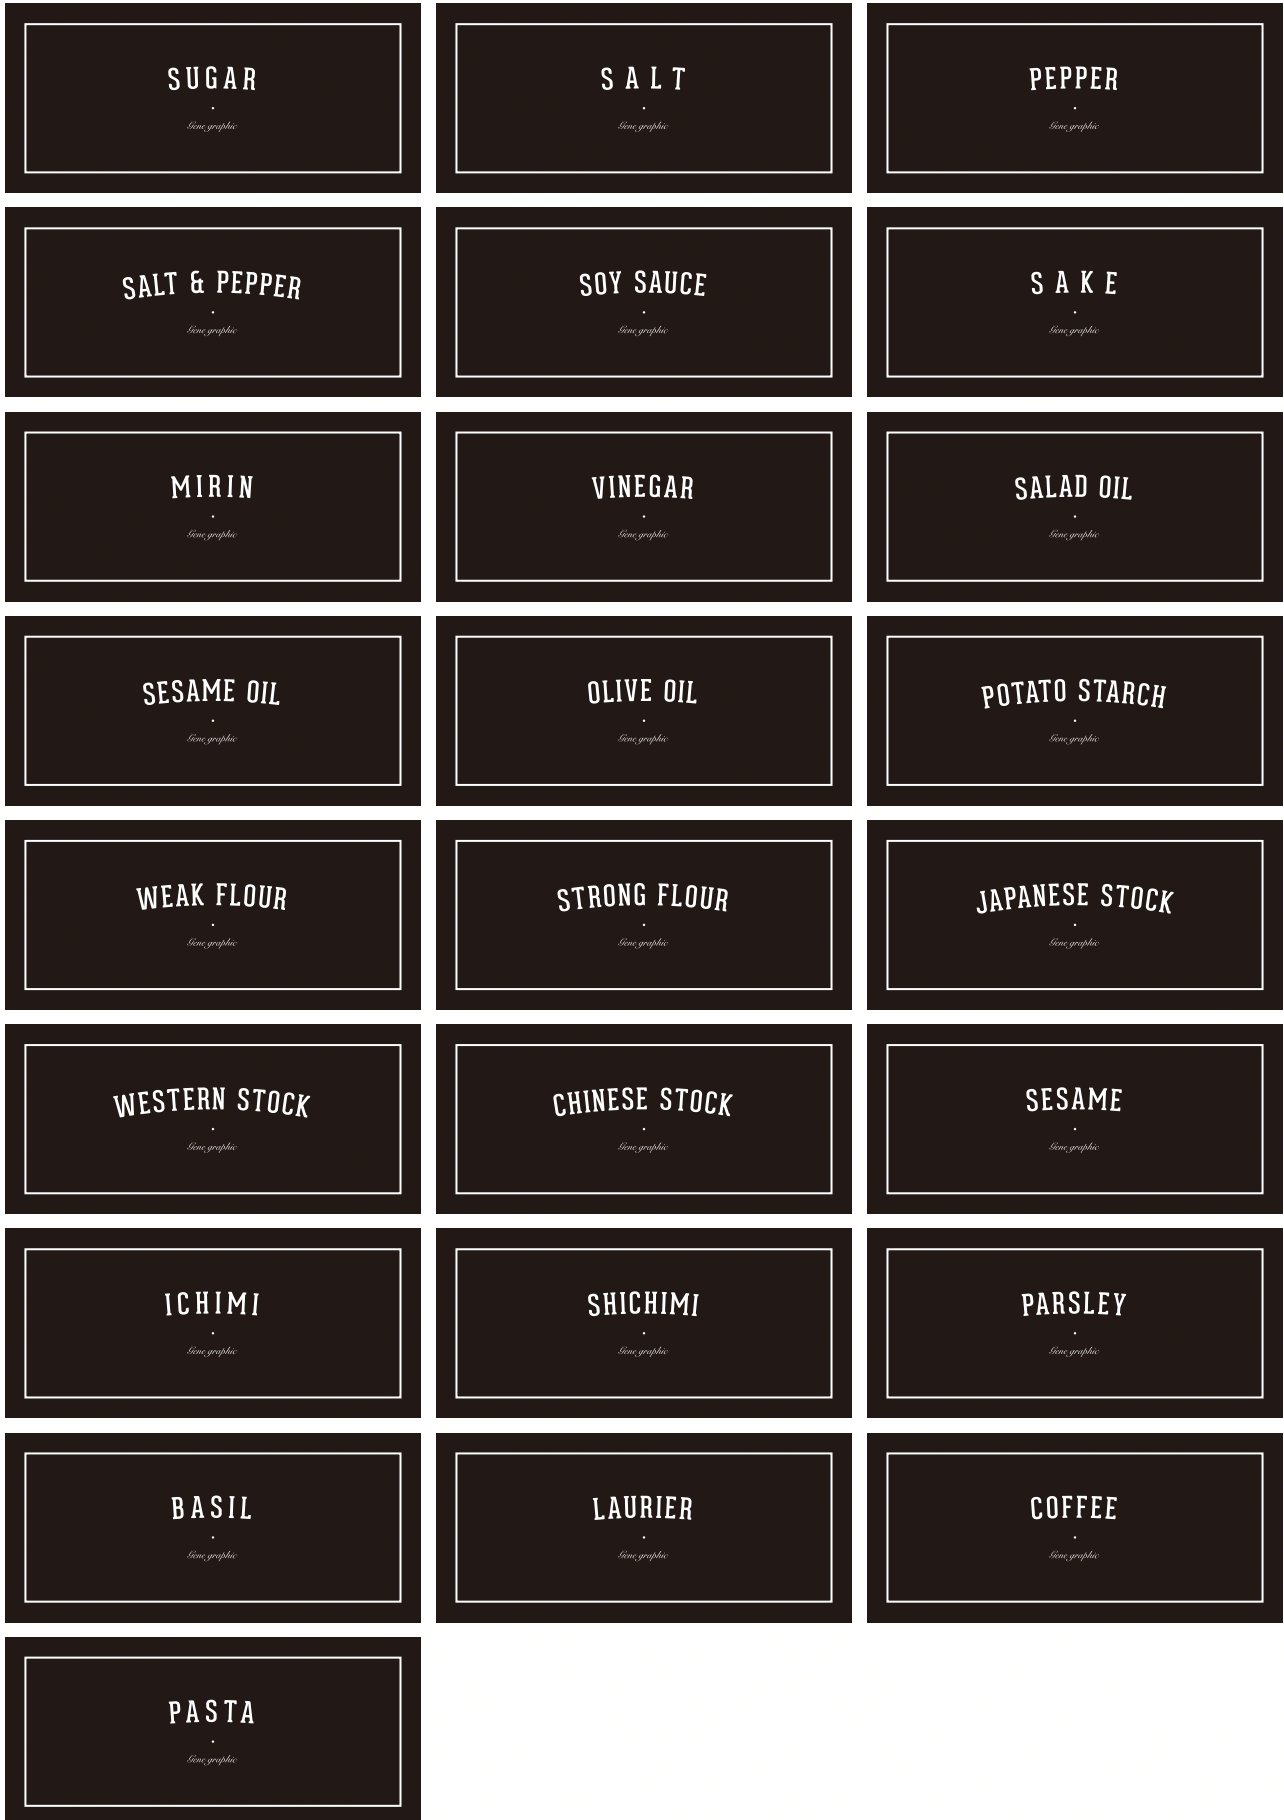 SUGAR
Gene graphic
SALT
Gene graphic
PEPPER
Gene graphic
SALT & PEPPER
Gene graphic
SOY SAUCE
Gene graphic
SAKE
Gene graphic
MIRIN
Gene graphic
VINEGAR
Gene graphic
SALAD OIL
Gene graphic
SESAME OIL
Gene graphic
OLIVE OIL
Gene graphic
POTATO STARCH
Gene graphic
WEAK FLOUR
Gene graphic
STRONG FLOUR
Gene graphic
JAPANESE STOCK
Gene graphic
WESTERN STOCK
Gene graphic
CHINESE STOCK
Gene graphic
SESAME
Gene graphic
ICHIMI
Gene graphic
SHICHIMI
Gene graphic
PARSLEY
Gene graphic
BASIL
Gene graphic
LAURIER
Gene graphic
COFFEE
Gene graphic
PASTA
Gene graphic